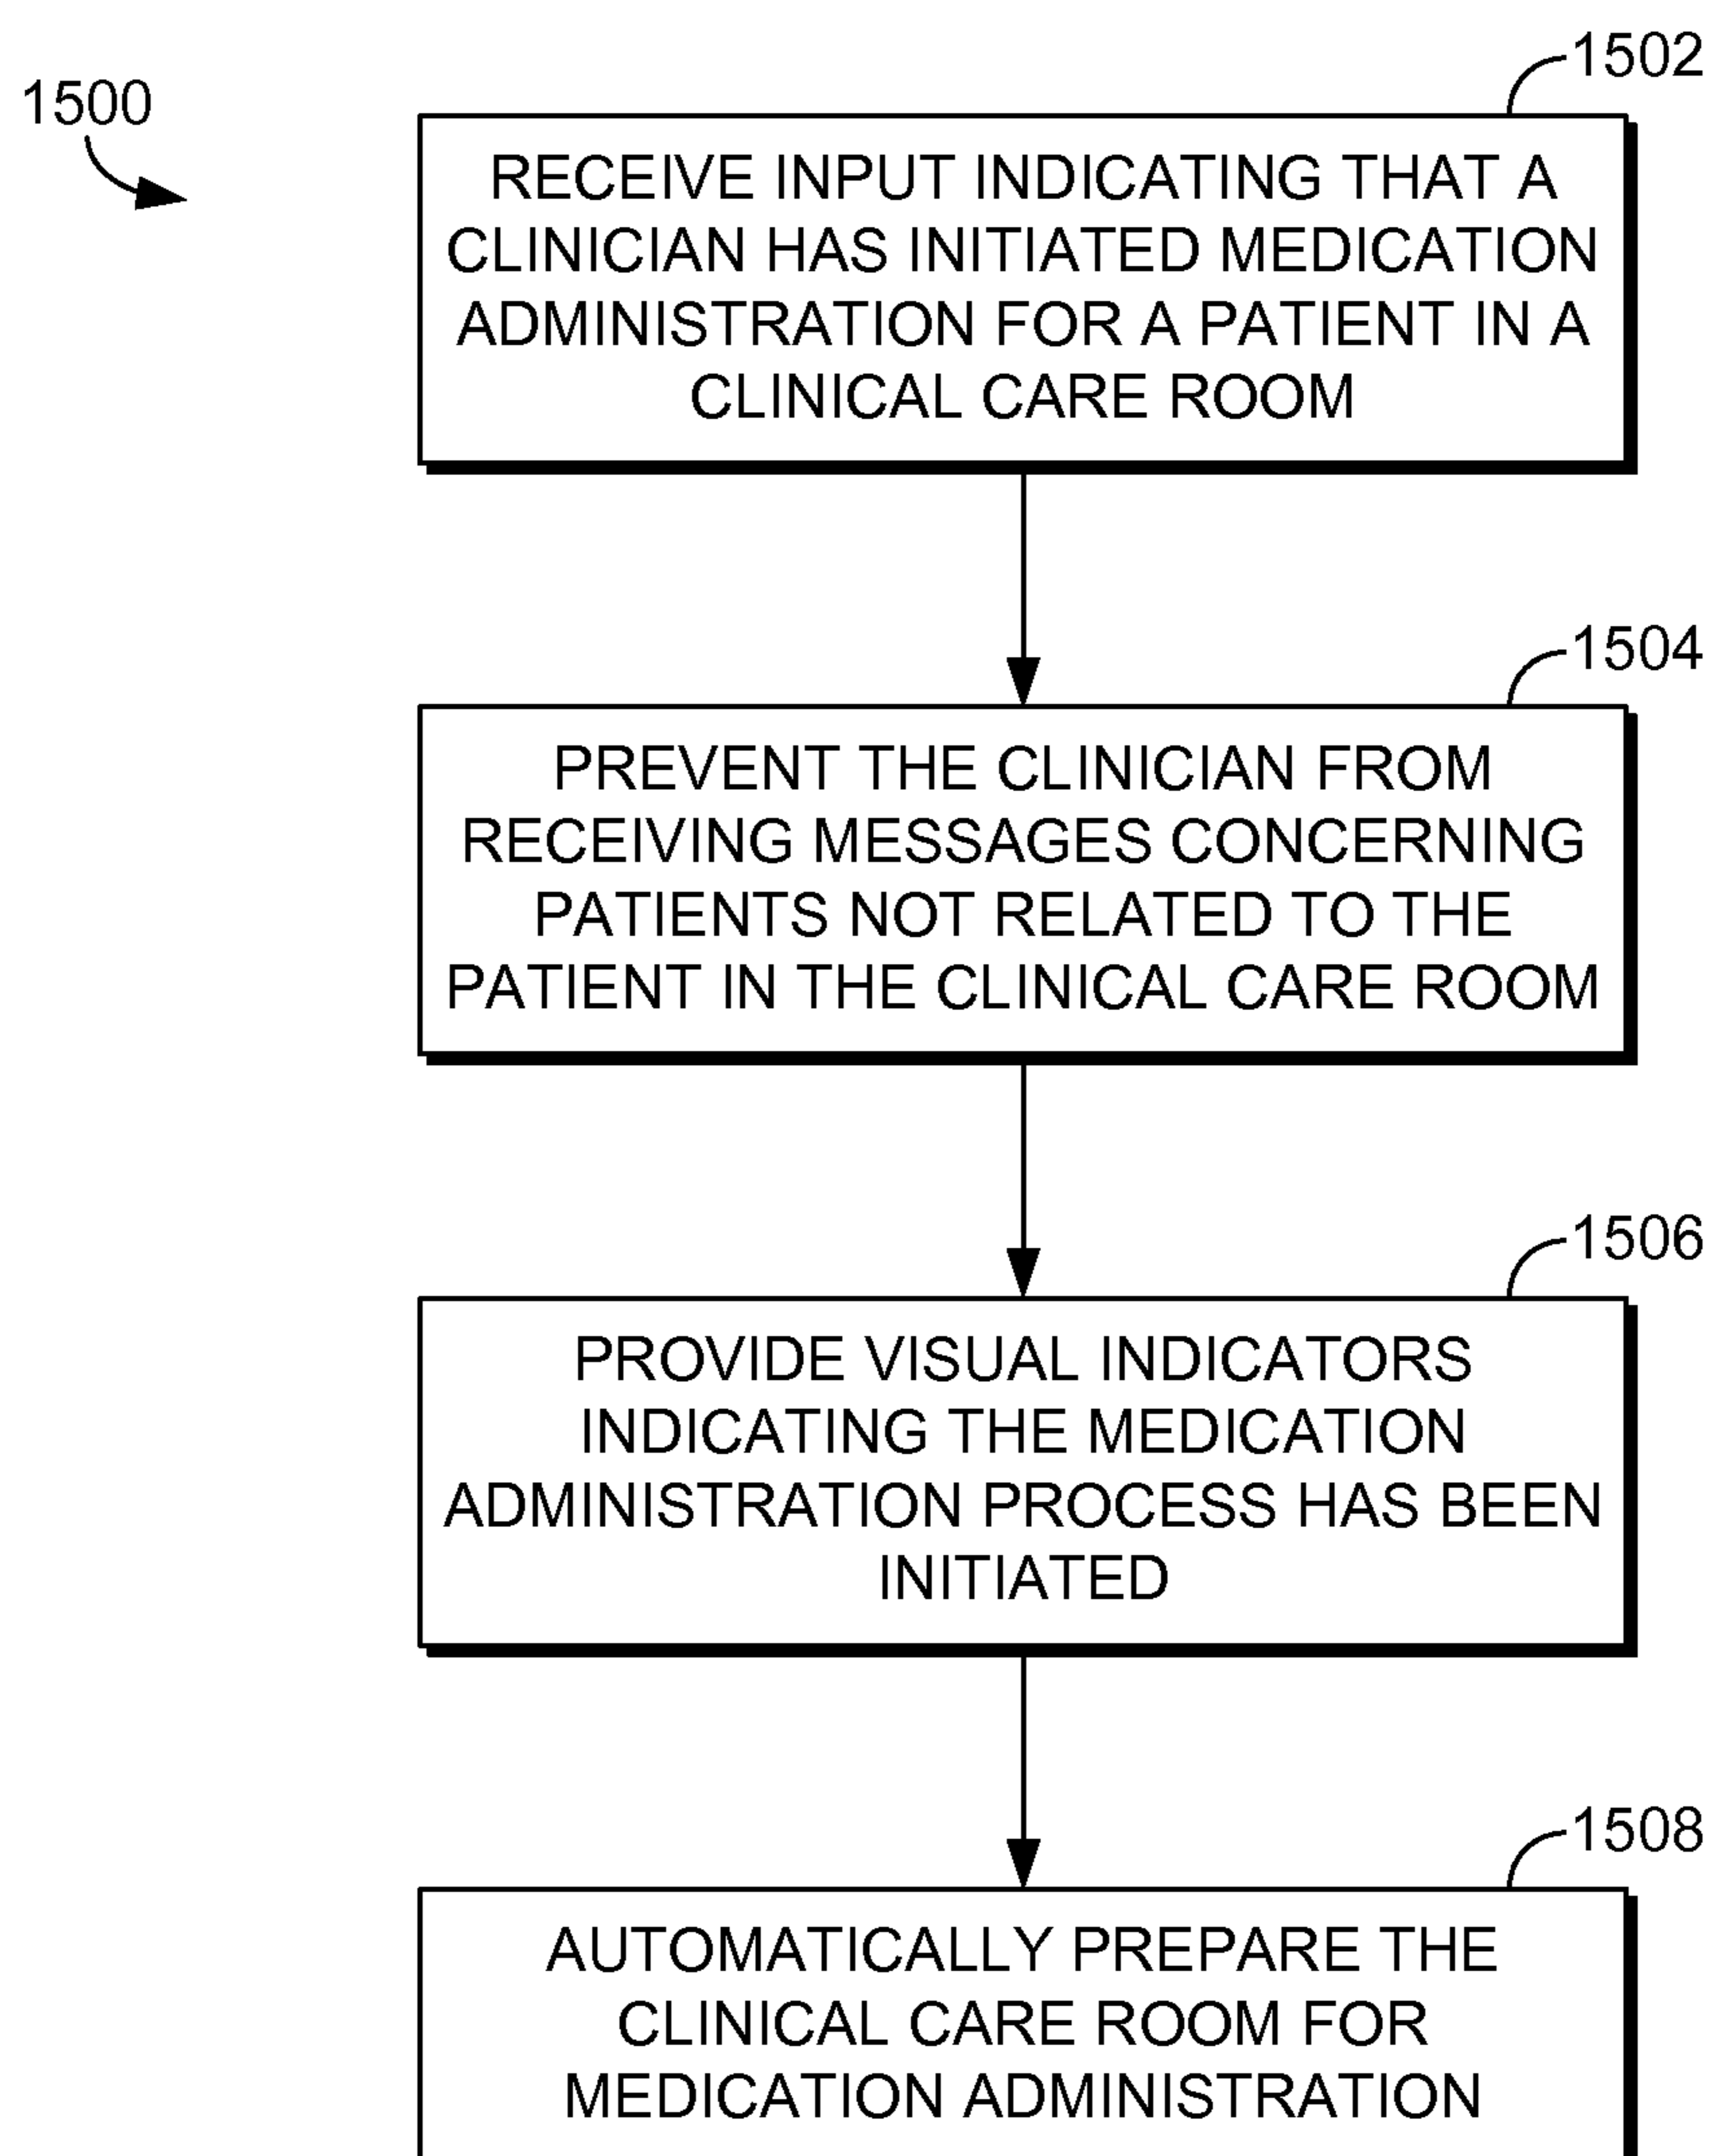 1500
1502
RECEIVE INPUT INDICATING THAT A
CLINICIAN HAS INITIATED MEDICATION
ADMINISTRATION FOR A PATIENT IN A
CLINICAL CARE ROOM
1504
PREVENT THE CLINICIAN FROM
RECEIVING MESSAGES CONCERNING
PATIENTS NOT RELATED TO THE
PATIENT IN THE CLINICAL CARE ROOM
1506
PROVIDE VISUAL INDICATORS
INDICATING THE MEDICATION
ADMINISTRATION PROCESS HAS BEEN
INITIATED
1508
AUTOMATICALLY PREPARE THE
CLINICAL CARE ROOM FOR
MEDICATION ADMINISTRATION